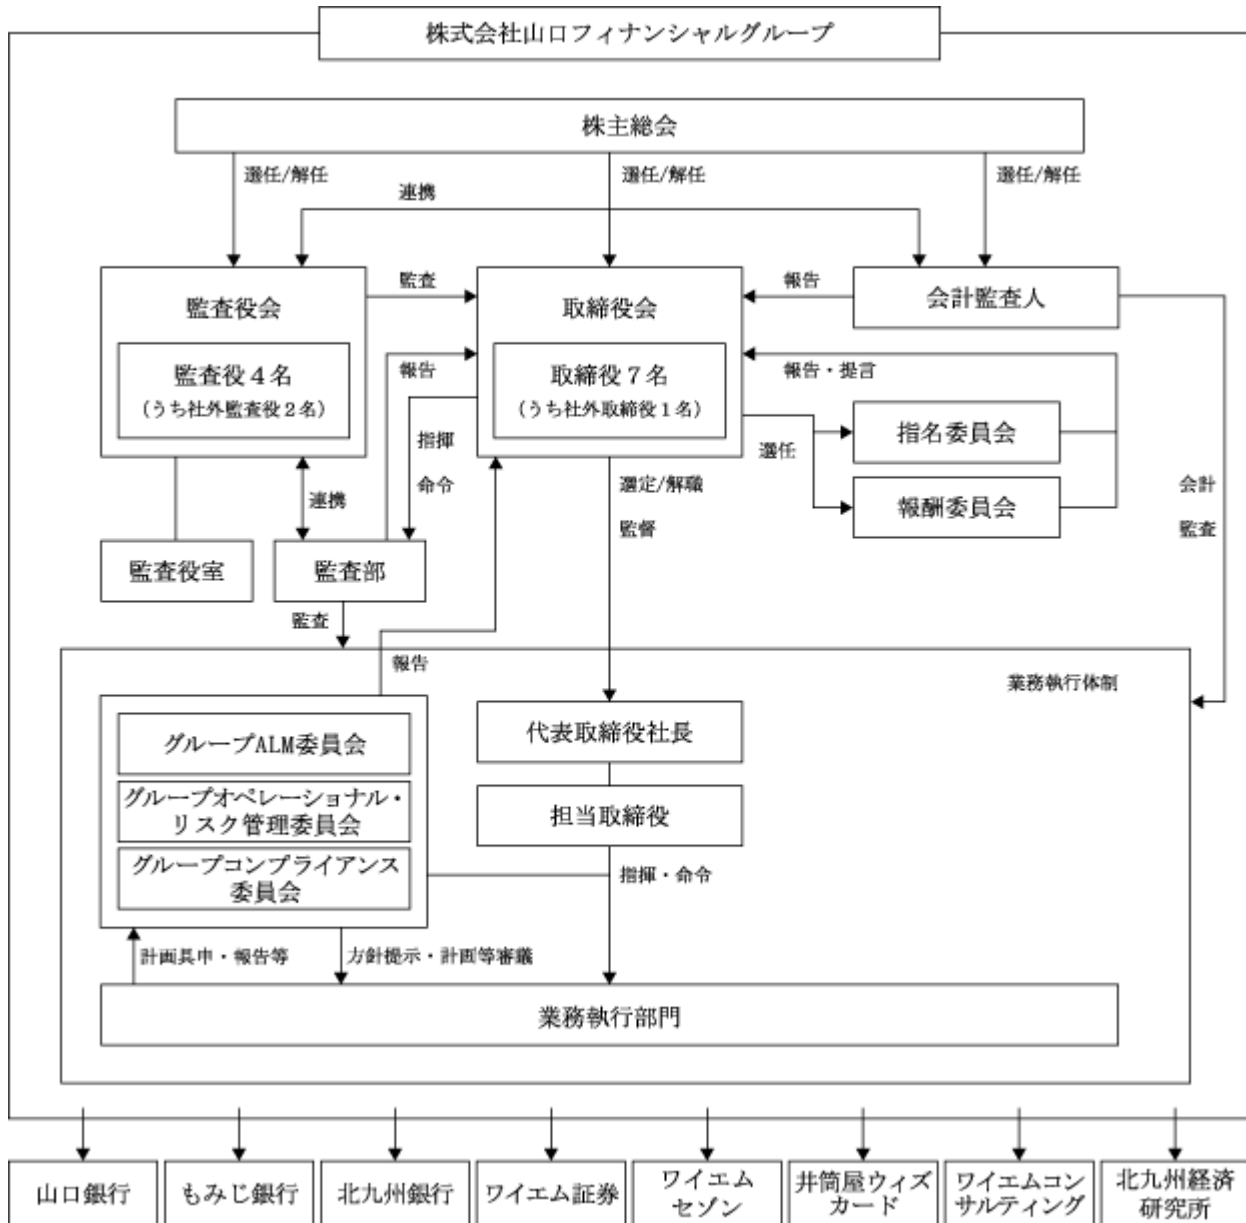 株式会社山口フィナンシャルグループ
株主総会
選任/解任
選任/解任
選任/解任
連携
監査役会
監査
取締役会
報告
会計監査人
監査役4名
(うち社外監査役2名)
報告
取締役7名
(うち社外取締役1名)
報告・提言
指揮
命令
選任
指名委員会
報酬委員会
会計
監査
連携
選定/解職
監督
監査役室
監査部
監査
報告
業務執行体制
グループALM委員会
グループオペレーショナル・
リスク管理委員会
グループコンプライアンス
委員会
代表取締役社長
担当取締役
指揮・命令
計画具申・報告等
方針提示・計画等審議
業務執行部門
山口銀行
もみじ銀行
北九州銀行
ワイエム証券
ワイエム
セゾン
井筒屋ウィズ
カード
ワイエムコン
サルティング
北九州経済
研究所